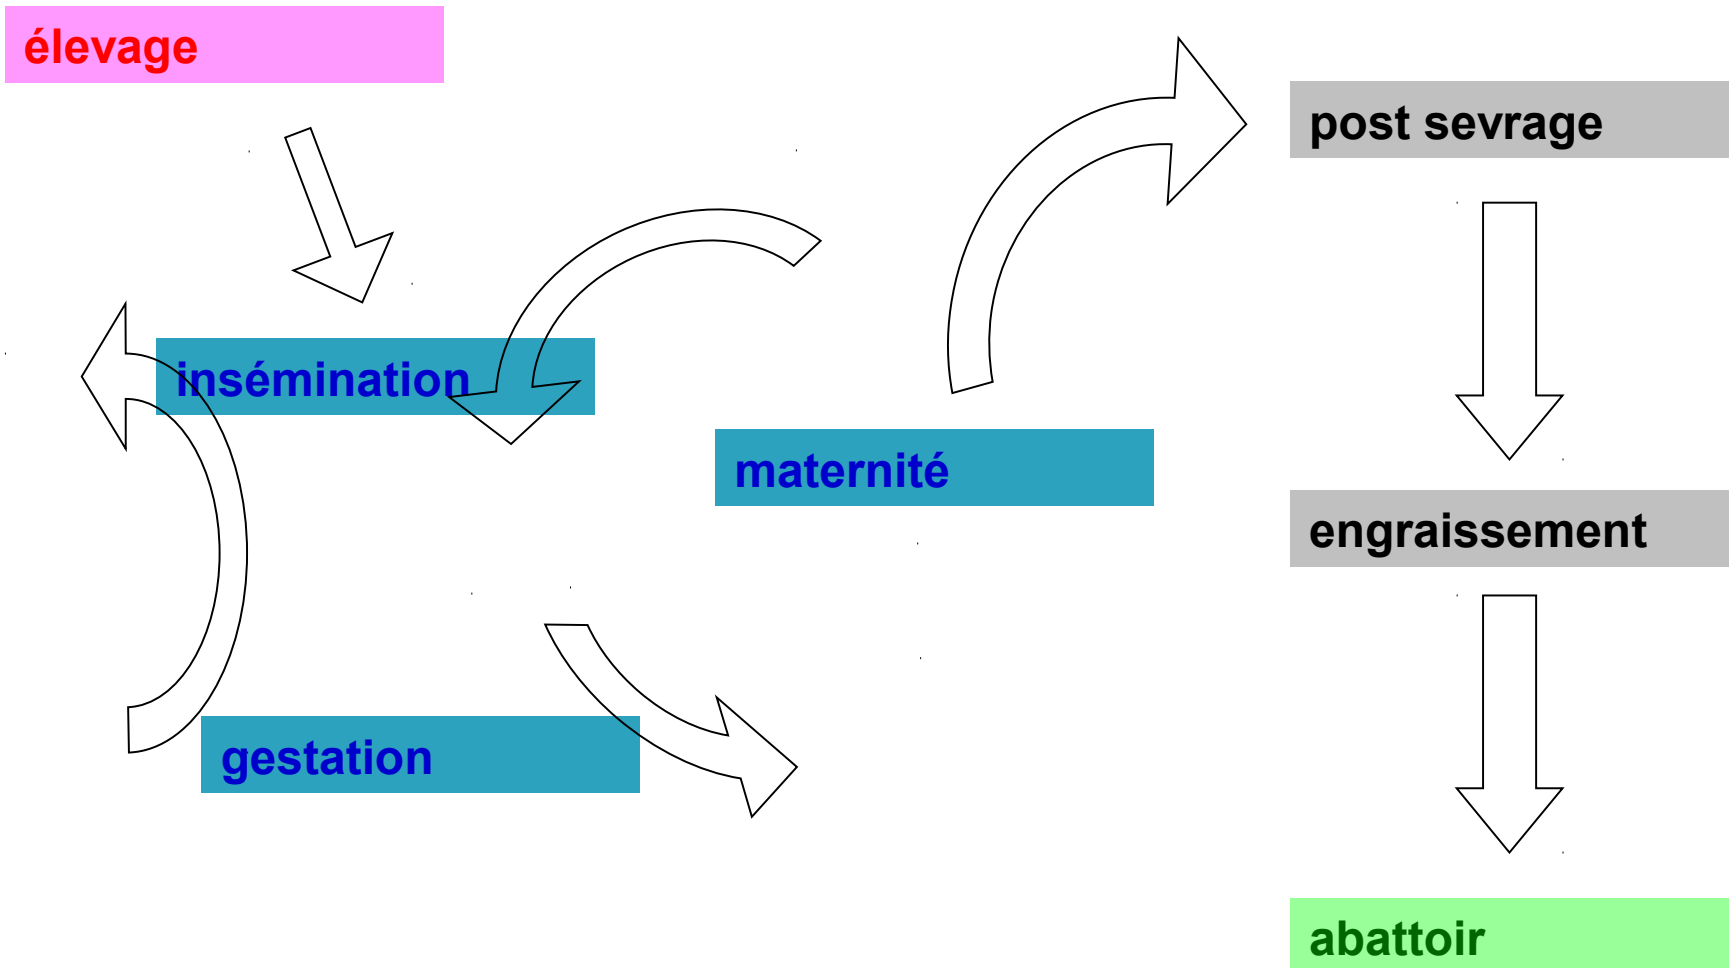 élevage
post sevrage
insémination
maternité
engraissement
gestation
abattoir